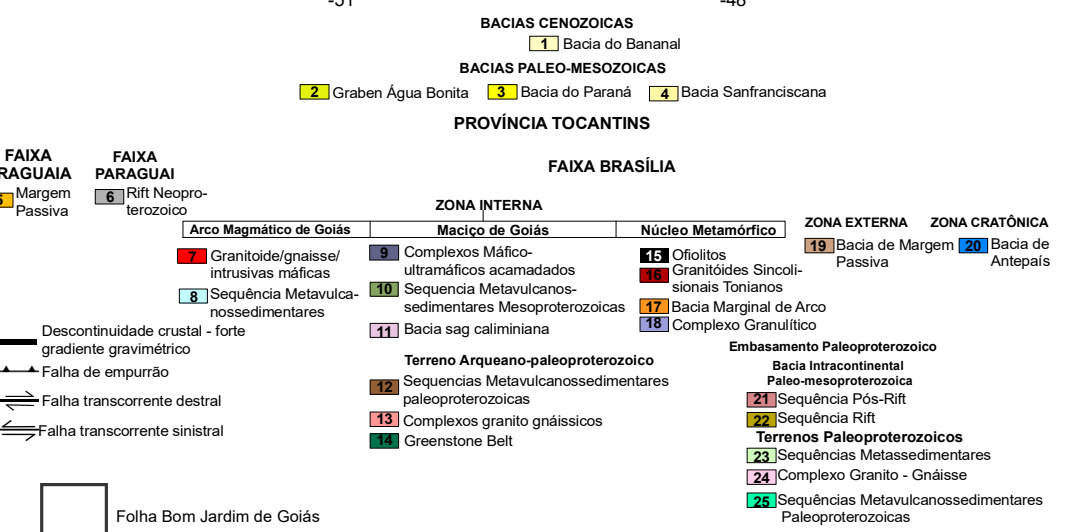 -51
-48
BACIAS CENOZOICAS
1 Bacia do Bananal
BACIAS PALEO-MESOZOICAS
2 Graben Água Bonita 3 Bacia do Paraná 4 Bacia Sanfranciscana
PROVÍNCIA TOCANTINS
FAIXA
RAGUAIA
5 Margem
Passiva
FAIXA
PARAGUAI
6 Rift Neopro-
terozoico
FAIXA BRASÍLIA
ZONA INTERNA
Arco Magmático de Goiás
7 Granitoide/gnaisse/
intrusivas máficas
8 Sequência Metavulca-
nossedimentares
Maciço de Goiás
9 Complexos Máfico-
ultramáficos acamadados
10 Sequencia Metavulcanos-
sedimentares Mesoproterozoicas
11 Bacia sag caliminiana
Terreno Arqueano-paleoproterozoico
12 Sequencias Metavulcanossedimentares
paleoproterozoicas
13 Complexos granito gnáissicos
14 Greenstone Belt
Núcleo Metamórfico
15 Ofiolitos
16 Granitóides Sincoli-
sionais Tonianos
17 Bacia Marginal de Arco
18 Complexo Granulítico
ZONA EXTERNA
19 Bacia de Margem
Passiva
ZONA CRATÔNICA
20 Bacia de
Antepaís
Embasamento Paleoproterozoico
Bacia Intracontinental
Paleo-mesoproterozoica
21 Sequência Pós-Rift
22 Sequência Rift
Terrenos Paleoproterozoicos
23 Sequências Metassedimentares
24 Complexo Granito - Gnáisse
25 Sequências Metavulcanossedimentares
Paleoproterozoicas
Descontinuidade crustal - forte
gradiente gravimétrico
Falha de empurrão
Falha transcorrente destral
Falha transcorrente sinistral
Folha Bom Jardim de Goiás